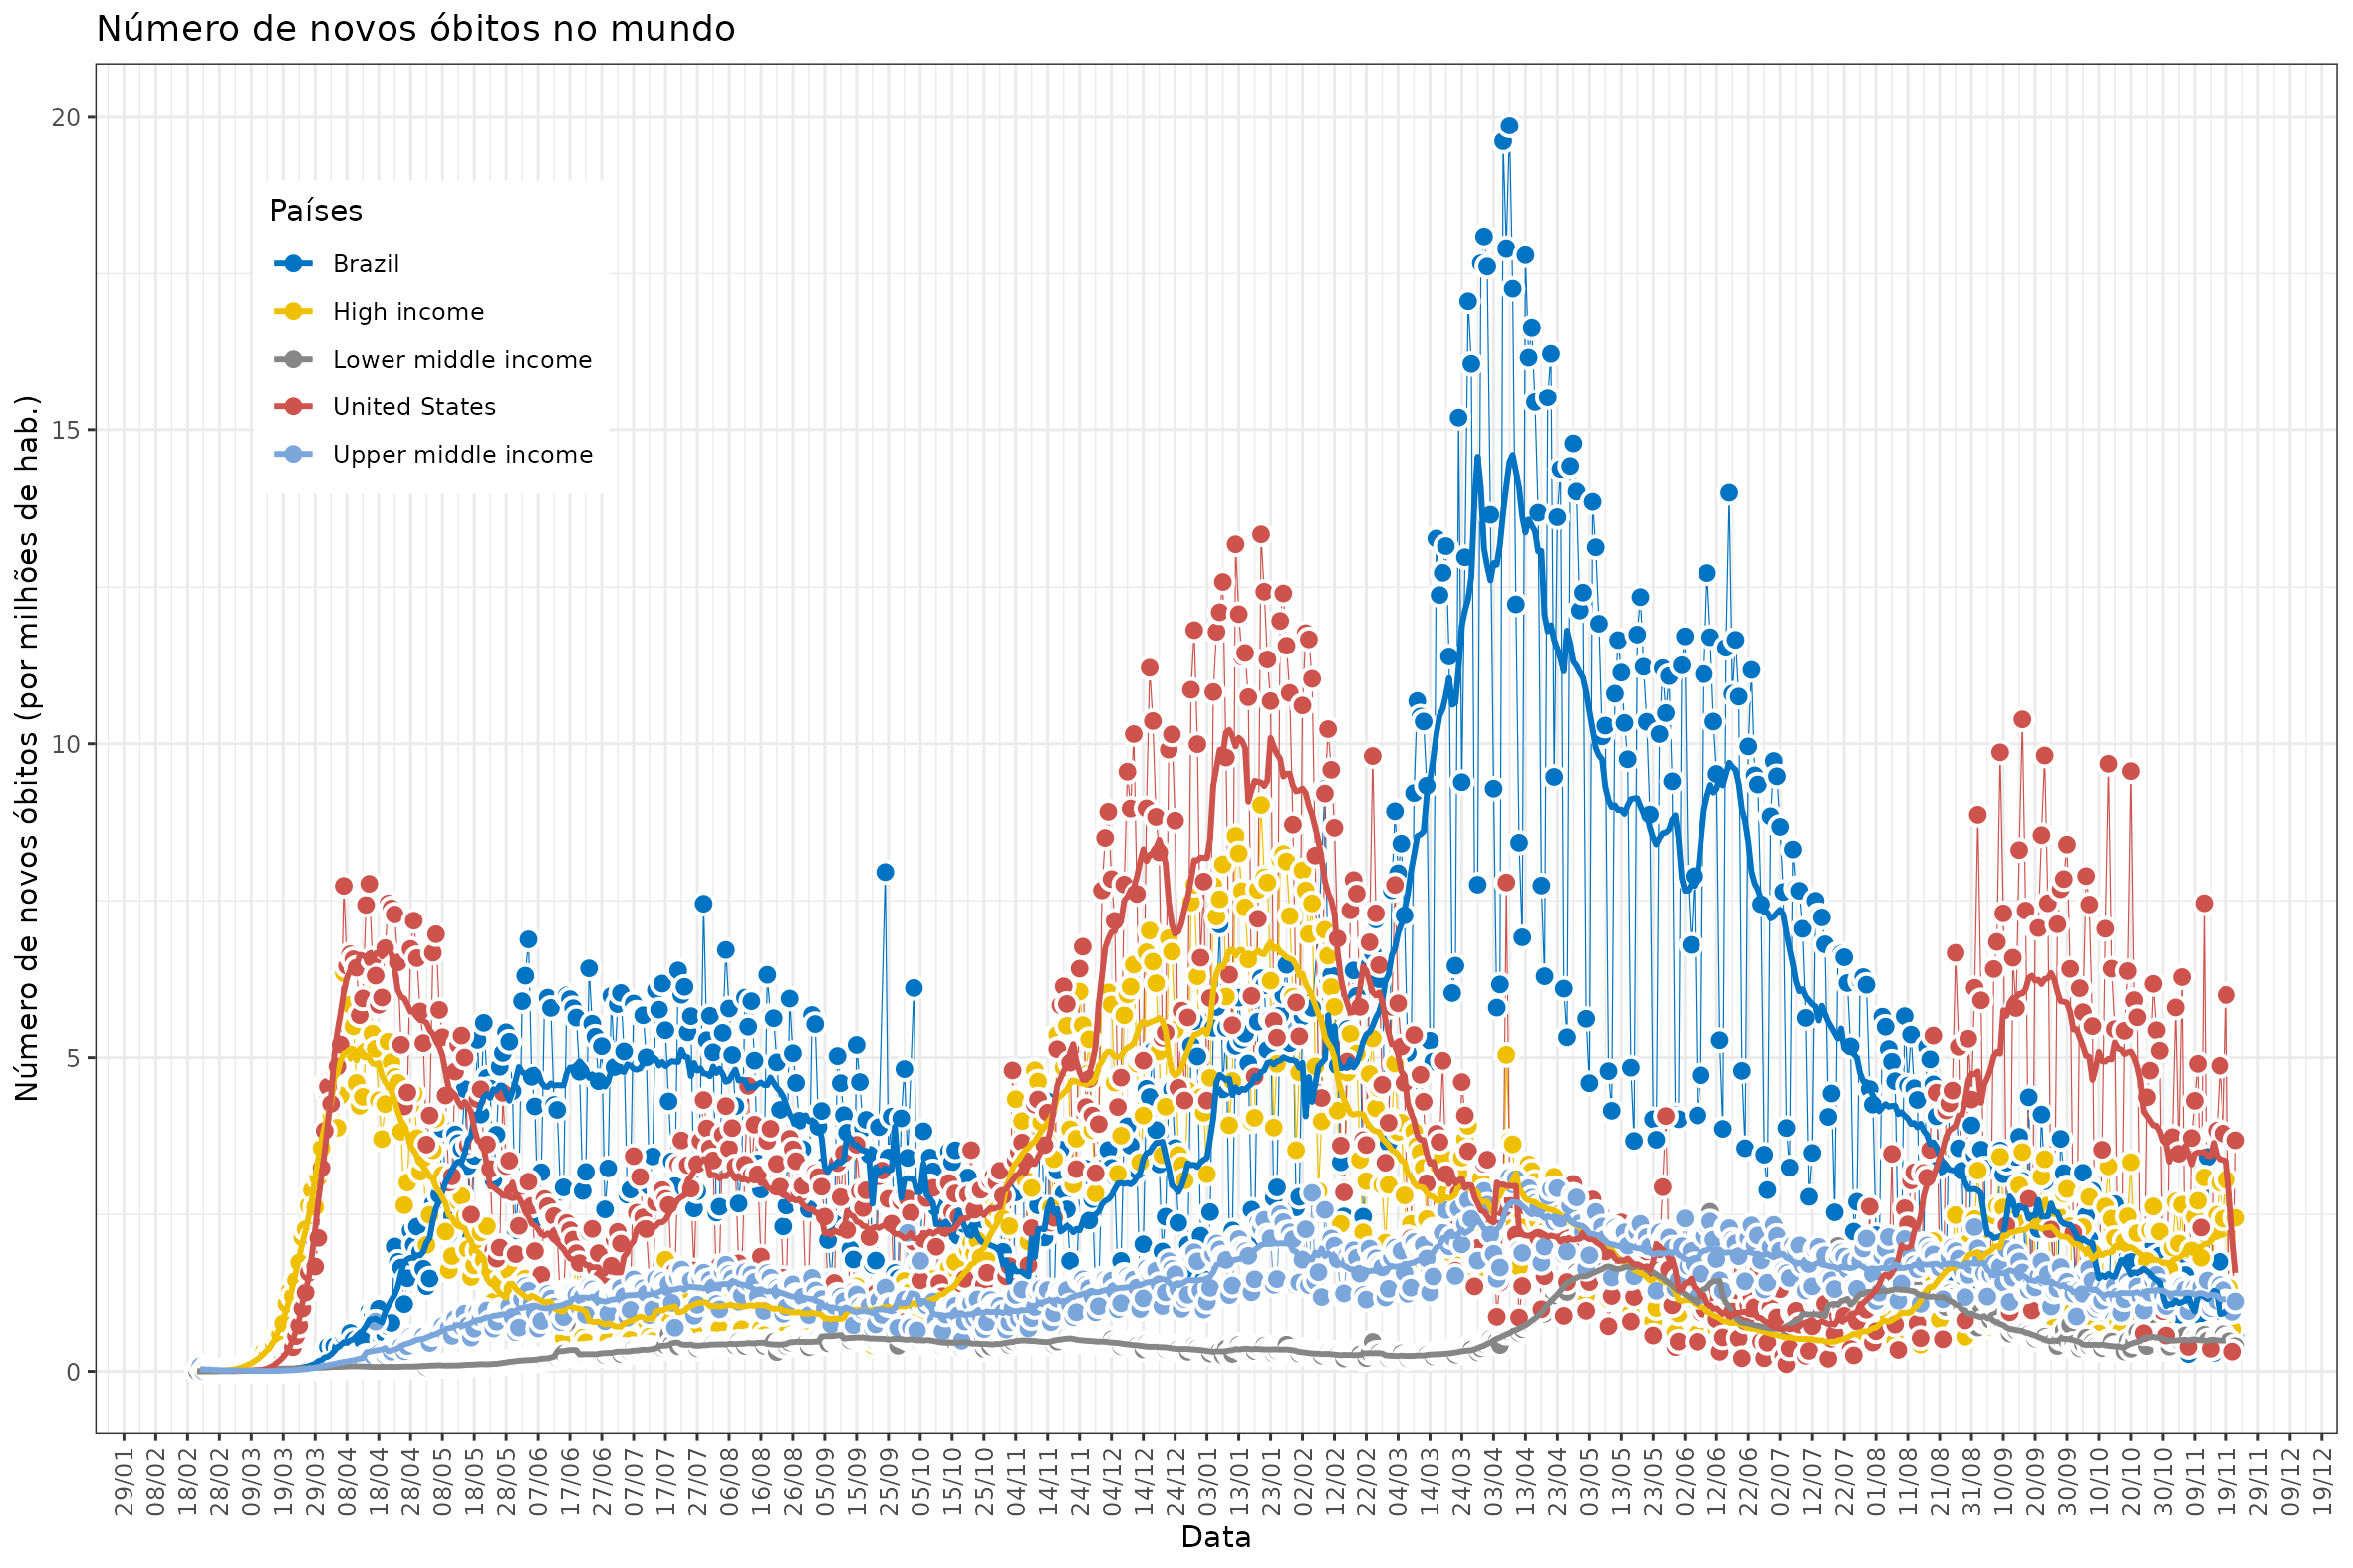 Número de novos óbitos no mundo
Número de novos óbitos (por milhões de hab.)
20
15
10
5
0
Países
Brazil
High income
Lower middle income
United States
Upper middle income
29/01 08/02 18/02 28/02 09/03 19/03 29/03 08/04 18/04 28/04 08/05 18/05 28/05 07/06 17/06 27/06 07/07 17/07 27/07 06/08 16/08 26/08 05/09 15/09 25/09 05/10 15/10 25/10 04/11 14/11 24/11 04/12 14/12 24/12 03/01 13/01 23/01 02/02 12/02 22/02 04/03 14/03 24/03 03/04 13/04 23/04 03/05 13/05 23/05 02/06 12/06 22/06 02/07 12/07 22/07 01/08 11/08 21/08 31/08 10/09 20/09 30/09 10/10 20/10 30/10 09/11 19/11 29/11 09/12 19/12
Data